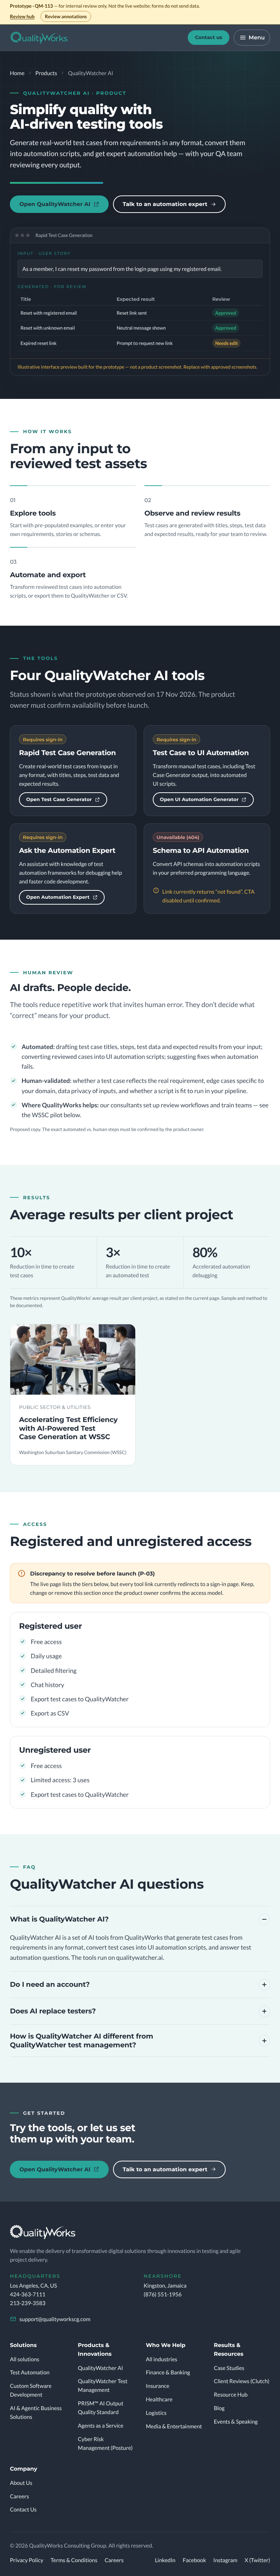 Prototype · QM-113 — for internal review only. Not the live website; forms do not send data.
Review hub Review annotations
QualityWorks Contact us Menu
Home Products QualityWatcher AI
QUALITYWATCHER AI · PRODUCT
Simplify quality with
AI-driven testing tools
Generate real-world test cases from requirements in any format, convert them
into automation scripts, and get expert automation help — with your QA team
reviewing every output.
Open QualityWatcher AI Talk to an automation expert →
Rapid Test Case Generation
INPUT · USER STORY
As a member, I can reset my password from the login page using my registered email.
GENERATED · FOR REVIEW
Title Expected result Review
Reset with registered email Reset link sent Approved
Reset with unknown email Neutral message shown Approved
Expired reset link Prompt to request new link Needs edit
Illustrative interface preview built for the prototype — not a product screenshot. Replace with approved screenshots.
HOW IT WORKS
From any input to
reviewed test assets
01
Explore tools
Start with pre-populated examples, or enter your
own requirements, stories or schemas.
02
Observe and review results
Test cases are generated with titles, steps, test data
and expected results, ready for your team to review.
03
Automate and export
Transform reviewed test cases into automation
scripts, or export them to QualityWatcher or CSV.
THE TOOLS
Four QualityWatcher AI tools
Status shown is what the prototype observed on 17 Nov 2026. The product
owner must confirm availability before launch.
Requires sign-in
Rapid Test Case Generation
Create real-world test cases from input in
any format, with titles, steps, test data and
expected results.
Open Test Case Generator
Requires sign-in
Test Case to UI Automation
Transform manual test cases, including Test
Case Generator output, into automated
UI scripts.
Open UI Automation Generator
Requires sign-in
Ask the Automation Expert
An assistant with knowledge of test
automation frameworks for debugging help
and faster code development.
Open Automation Expert
Unavailable (404)
Schema to API Automation
Convert API schemas into automation scripts
in your preferred programming language.
Link currently returns “not found”. CTA
disabled until confirmed.
HUMAN REVIEW
AI drafts. People decide.
The tools reduce repetitive work that invites human error. They don’t decide what
“correct” means for your product.
Automated: drafting test case titles, steps, test data and expected results from your input;
converting reviewed cases into UI automation scripts; suggesting fixes when automation
fails.
Human-validated: whether a test case reflects the real requirement, edge cases specific to
your domain, data privacy of inputs, and whether a script is fit to run in your pipeline.
Where QualityWorks helps: our consultants set up review workflows and train teams — see
the WSSC pilot below.
Proposed copy. The exact automated vs. human steps must be confirmed by the product owner.
RESULTS
Average results per client project
10×
Reduction in time to create
test cases
3×
Reduction in time to create
an automated test
80%
Accelerated automation
debugging
These metrics represent QualityWorks’ average result per client project, as stated on the current page. Sample and method to
be documented.
PUBLIC SECTOR & UTILITIES
Accelerating Test Efficiency
with AI-Powered Test
Case Generation at WSSC
Washington Suburban Sanitary Commission (WSSC)
ACCESS
Registered and unregistered access
Discrepancy to resolve before launch (P-03)
The live page lists the tiers below, but every tool link currently redirects to a sign-in page. Keep,
change or remove this section once the product owner confirms the access model.
Registered user
Free access
Daily usage
Detailed filtering
Chat history
Export test cases to QualityWatcher
Export as CSV
Unregistered user
Free access
Limited access: 3 uses
Export test cases to QualityWatcher
FAQ
QualityWatcher AI questions
What is QualityWatcher AI? −
QualityWatcher AI is a set of AI tools from QualityWorks that generate test cases from
requirements in any format, convert test cases into UI automation scripts, and answer test
automation questions. The tools run on qualitywatcher.ai.
Do I need an account? +
Does AI replace testers? +
How is QualityWatcher AI different from
QualityWatcher test management? +
GET STARTED
Try the tools, or let us set
them up with your team.
Open QualityWatcher AI Talk to an automation expert →
QualityWorks
We enable the delivery of transformative digital solutions through innovations in testing and agile
project delivery.
HEADQUARTERS
Los Angeles, CA, US
424-363-7111
213-239-3583
NEARSHORE
Kingston, Jamaica
(876) 551-1956
support@qualityworkscg.com
Solutions
All solutions
Test Automation
Custom Software
Development
AI & Agentic Business
Solutions
Products &
Innovations
QualityWatcher AI
QualityWatcher Test
Management
PRISM™ AI Output
Quality Standard
Agents as a Service
Cyber Risk
Management (Posture)
Who We Help
All industries
Finance & Banking
Insurance
Healthcare
Logistics
Media & Entertainment
Results &
Resources
Case Studies
Client Reviews (Clutch)
Resource Hub
Blog
Events & Speaking
Company
About Us
Careers
Contact Us
© 2026 QualityWorks Consulting Group. All rights reserved.
Privacy Policy Terms & Conditions Careers LinkedIn Facebook Instagram X (Twitter)